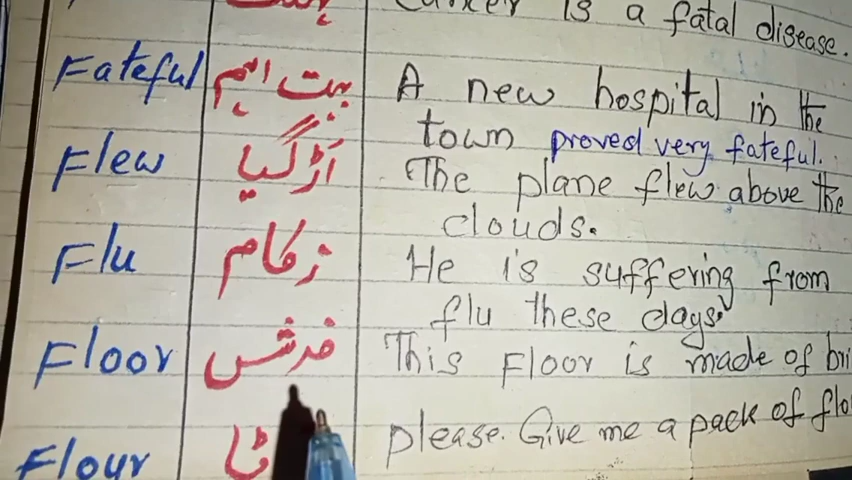 is a fatal disease.
Fateful بہت اہم A new hospital in the
town proved very fateful.
Flew اڑ گیا The plane flew above the
clouds.
Flu زکام He is suffering from
flu these days.
Floor فرش This Floor is made of
Flour please. Give me a pack of